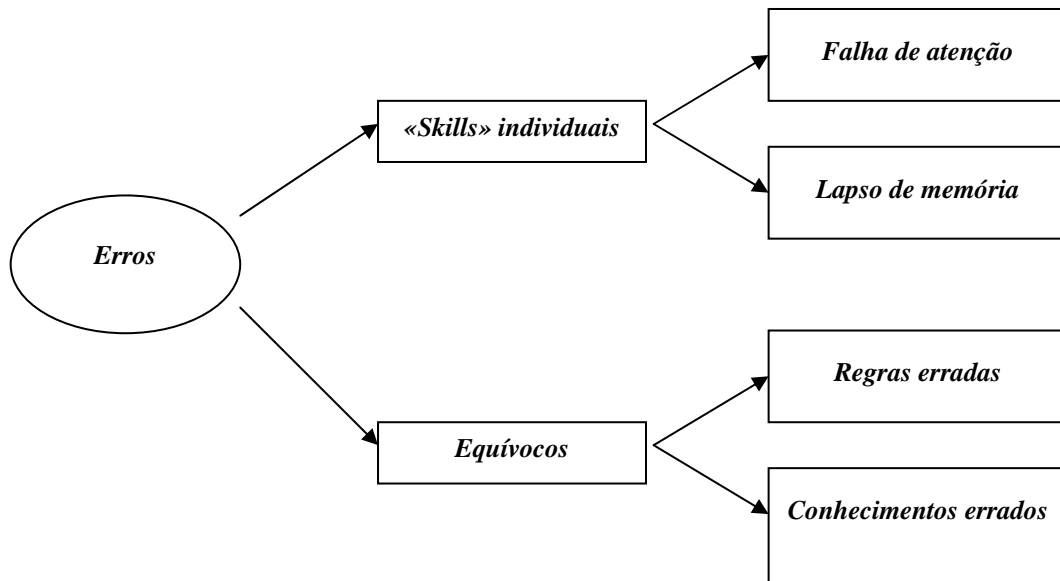 Falha de atenção
«Skills» individuais
Lapso de memória
Erros
Regras erradas
Equívocos
Conhecimentos errados